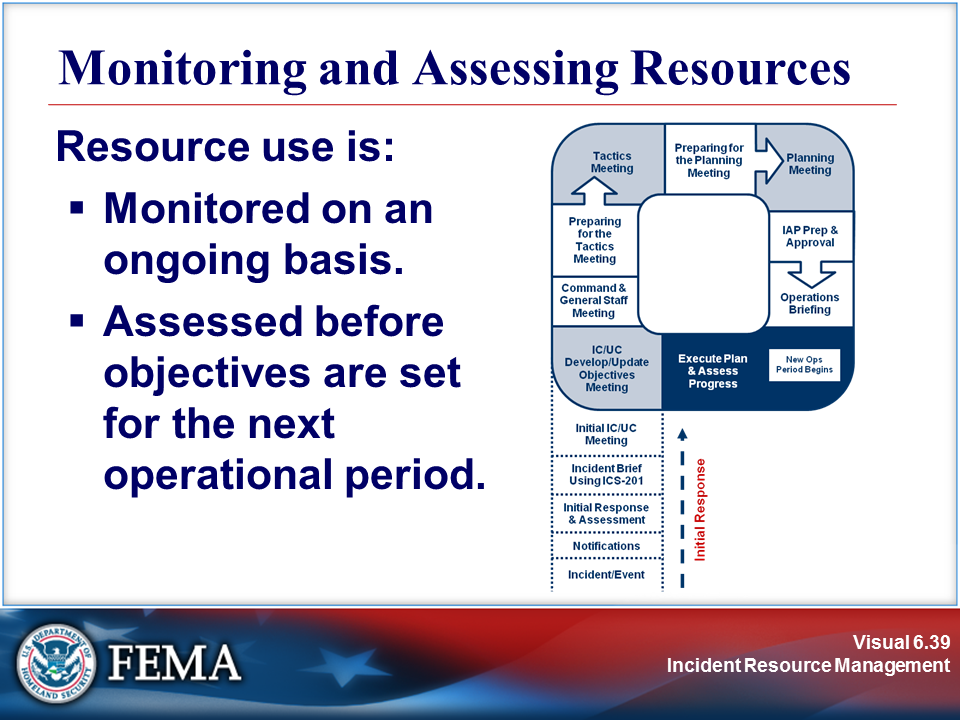 Monitoring and Assessing Resources
Resource use is:
▪ Monitored on an
ongoing basis.
▪ Assessed before
objectives are set
for the next
operational period.
Tactics
Meeting
Preparing for
the Planning
Meeting
Planning
Meeting
Preparing
for the
Tactics
Meeting
IAP Prep &
Approval
Command &
General Staff
Meeting
Operations
Briefing
IC/UC
Develop/Update
Objectives
Meeting
Execute Plan
& Assess
Progress
New Ops
Period Begins
Initial IC/UC
Meeting
Incident Brief
Using ICS-201
Initial Response
& Assessment
Notifications
Incident/Event
Initial Response
U.S. DEPARTMENT OF
HOMELAND SECURITY
FEMA
Visual 6.39
Incident Resource Management